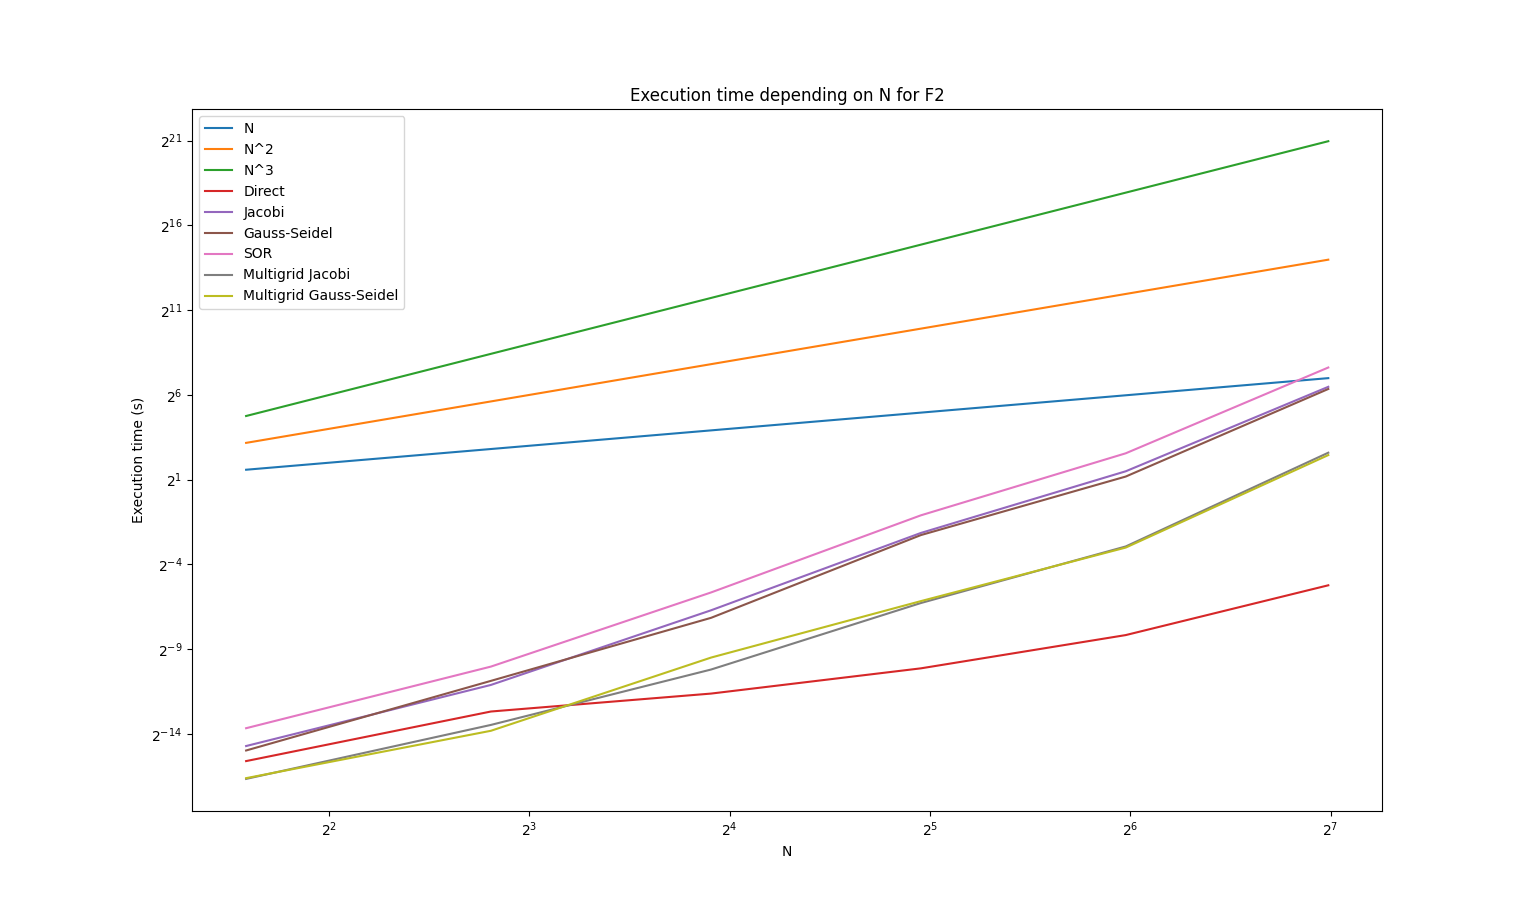 Execution time depending on N for F2
N
N^2
N^3
Direct
Jacobi
Gauss-Seidel
SOR
Multigrid Jacobi
Multigrid Gauss-Seidel
Execution time (s)
2^21
2^16
2^11
2^6
2^1
2^−4
2^−9
2^−14
2^2 2^3 2^4 2^5 2^6 2^7
N